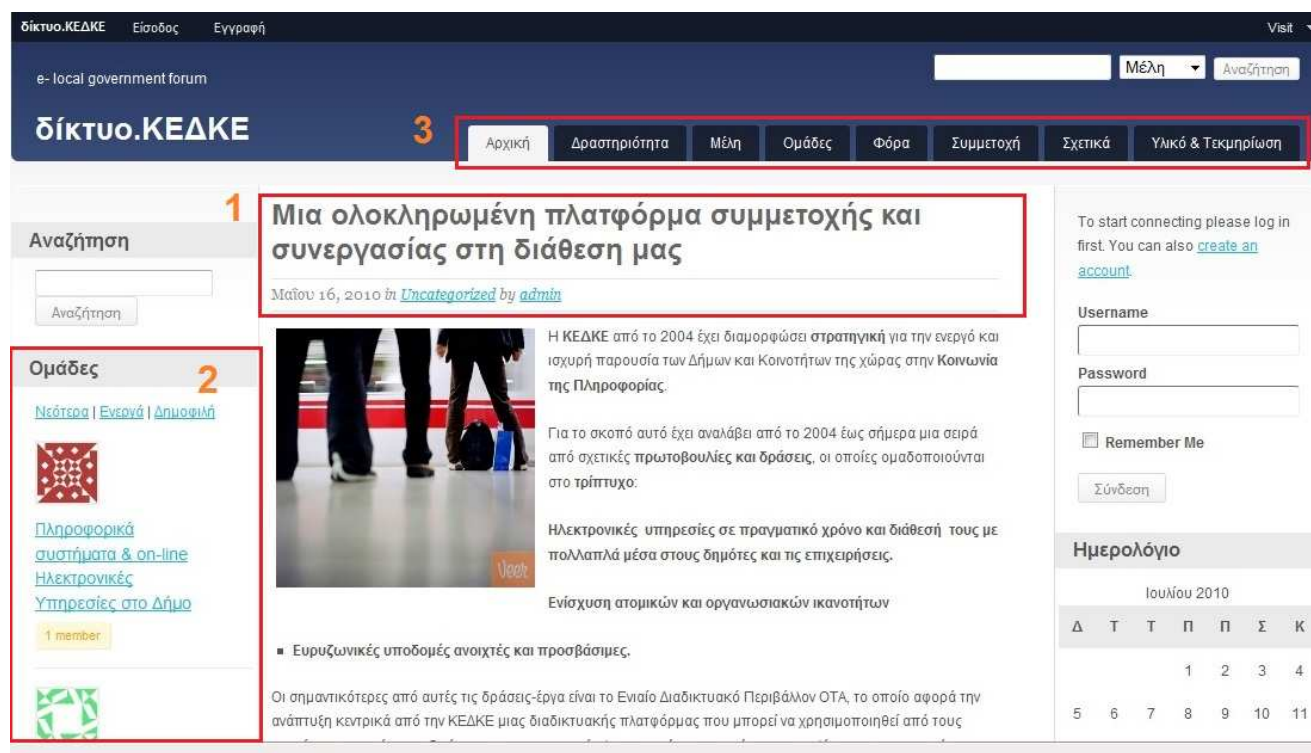 δίκτυο.ΚΕΔΚΕ Είσοδος Εγγραφή Visit
e- local government forum
Μέλη Αναζήτηση
δίκτυο.ΚΕΔΚΕ
3
Αρχική Δραστηριότητα Μέλη Ομάδες Φόρα Συμμετοχή Σχετικά Υλικό & Τεκμηρίωση
1
Αναζήτηση
Αναζήτηση
Ομάδες
2
Νεότερα | Ενεργά | Δημοφιλή
Πληροφορικά
συστήματα & on-line
Ηλεκτρονικές
Υπηρεσίες στο Δήμο
1 member
Μια ολοκληρωμένη πλατφόρμα συμμετοχής και
συνεργασίας στη διάθεση μας
Μαΐου 16, 2010 in Uncategorized by admin
Veer
Η ΚΕΔΚΕ από το 2004 έχει διαμορφώσει στρατηγική για την ενεργό και
ισχυρή παρουσία των Δήμων και Κοινοτήτων της χώρας στην Κοινωνία
της Πληροφορίας.
Για το σκοπό αυτό έχει αναλάβει από το 2004 έως σήμερα μια σειρά
από σχετικές πρωτοβουλίες και δράσεις, οι οποίες ομαδοποιούνται
στο τρίπτυχο:
Ηλεκτρονικές υπηρεσίες σε πραγματικό χρόνο και διάθεσή τους με
πολλαπλά μέσα στους δημότες και τις επιχειρήσεις.
Ενίσχυση ατομικών και οργανωσιακών ικανοτήτων
▪ Ευρυζωνικές υποδομές ανοιχτές και προσβάσιμες.
Οι σημαντικότερες από αυτές τις δράσεις-έργα είναι το Ενιαίο Διαδικτυακό Περιβάλλον ΟΤΑ, το οποίο αφορά την
ανάπτυξη κεντρικά από την ΚΕΔΚΕ μιας διαδικτυακής πλατφόρμας που μπορεί να χρησιμοποιηθεί από τους
To start connecting please log in
first. You can also create an
account.
Username
Password
Remember Me
Σύνδεση
Ημερολόγιο
Ιουλίου 2010
Δ Τ Τ Π Π Σ Κ
1 2 3 4
5 6 7 8 9 10 11